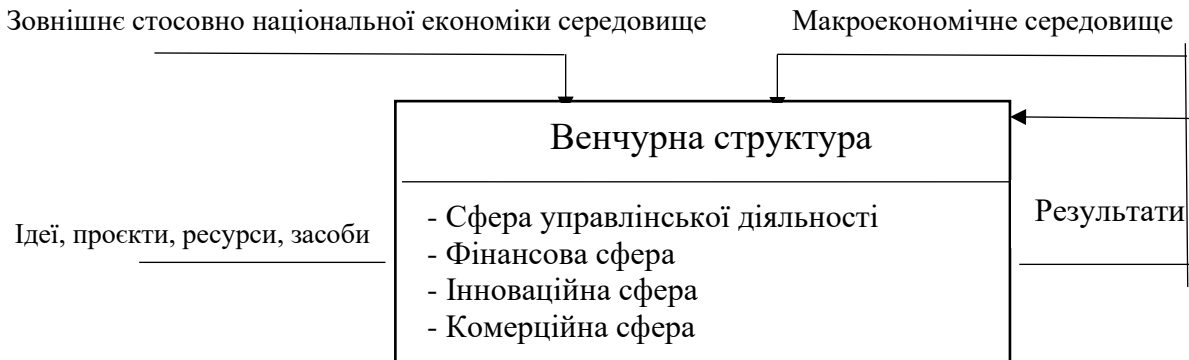 Зовнішнє стосовно національної економіки середовище
Макроекономічне середовище
Венчурна структура
Ідеї, проєкти, ресурси, засоби
- Сфера управлінської діяльності
- Фінансова сфера
- Інноваційна сфера
- Комерційна сфера
Результати